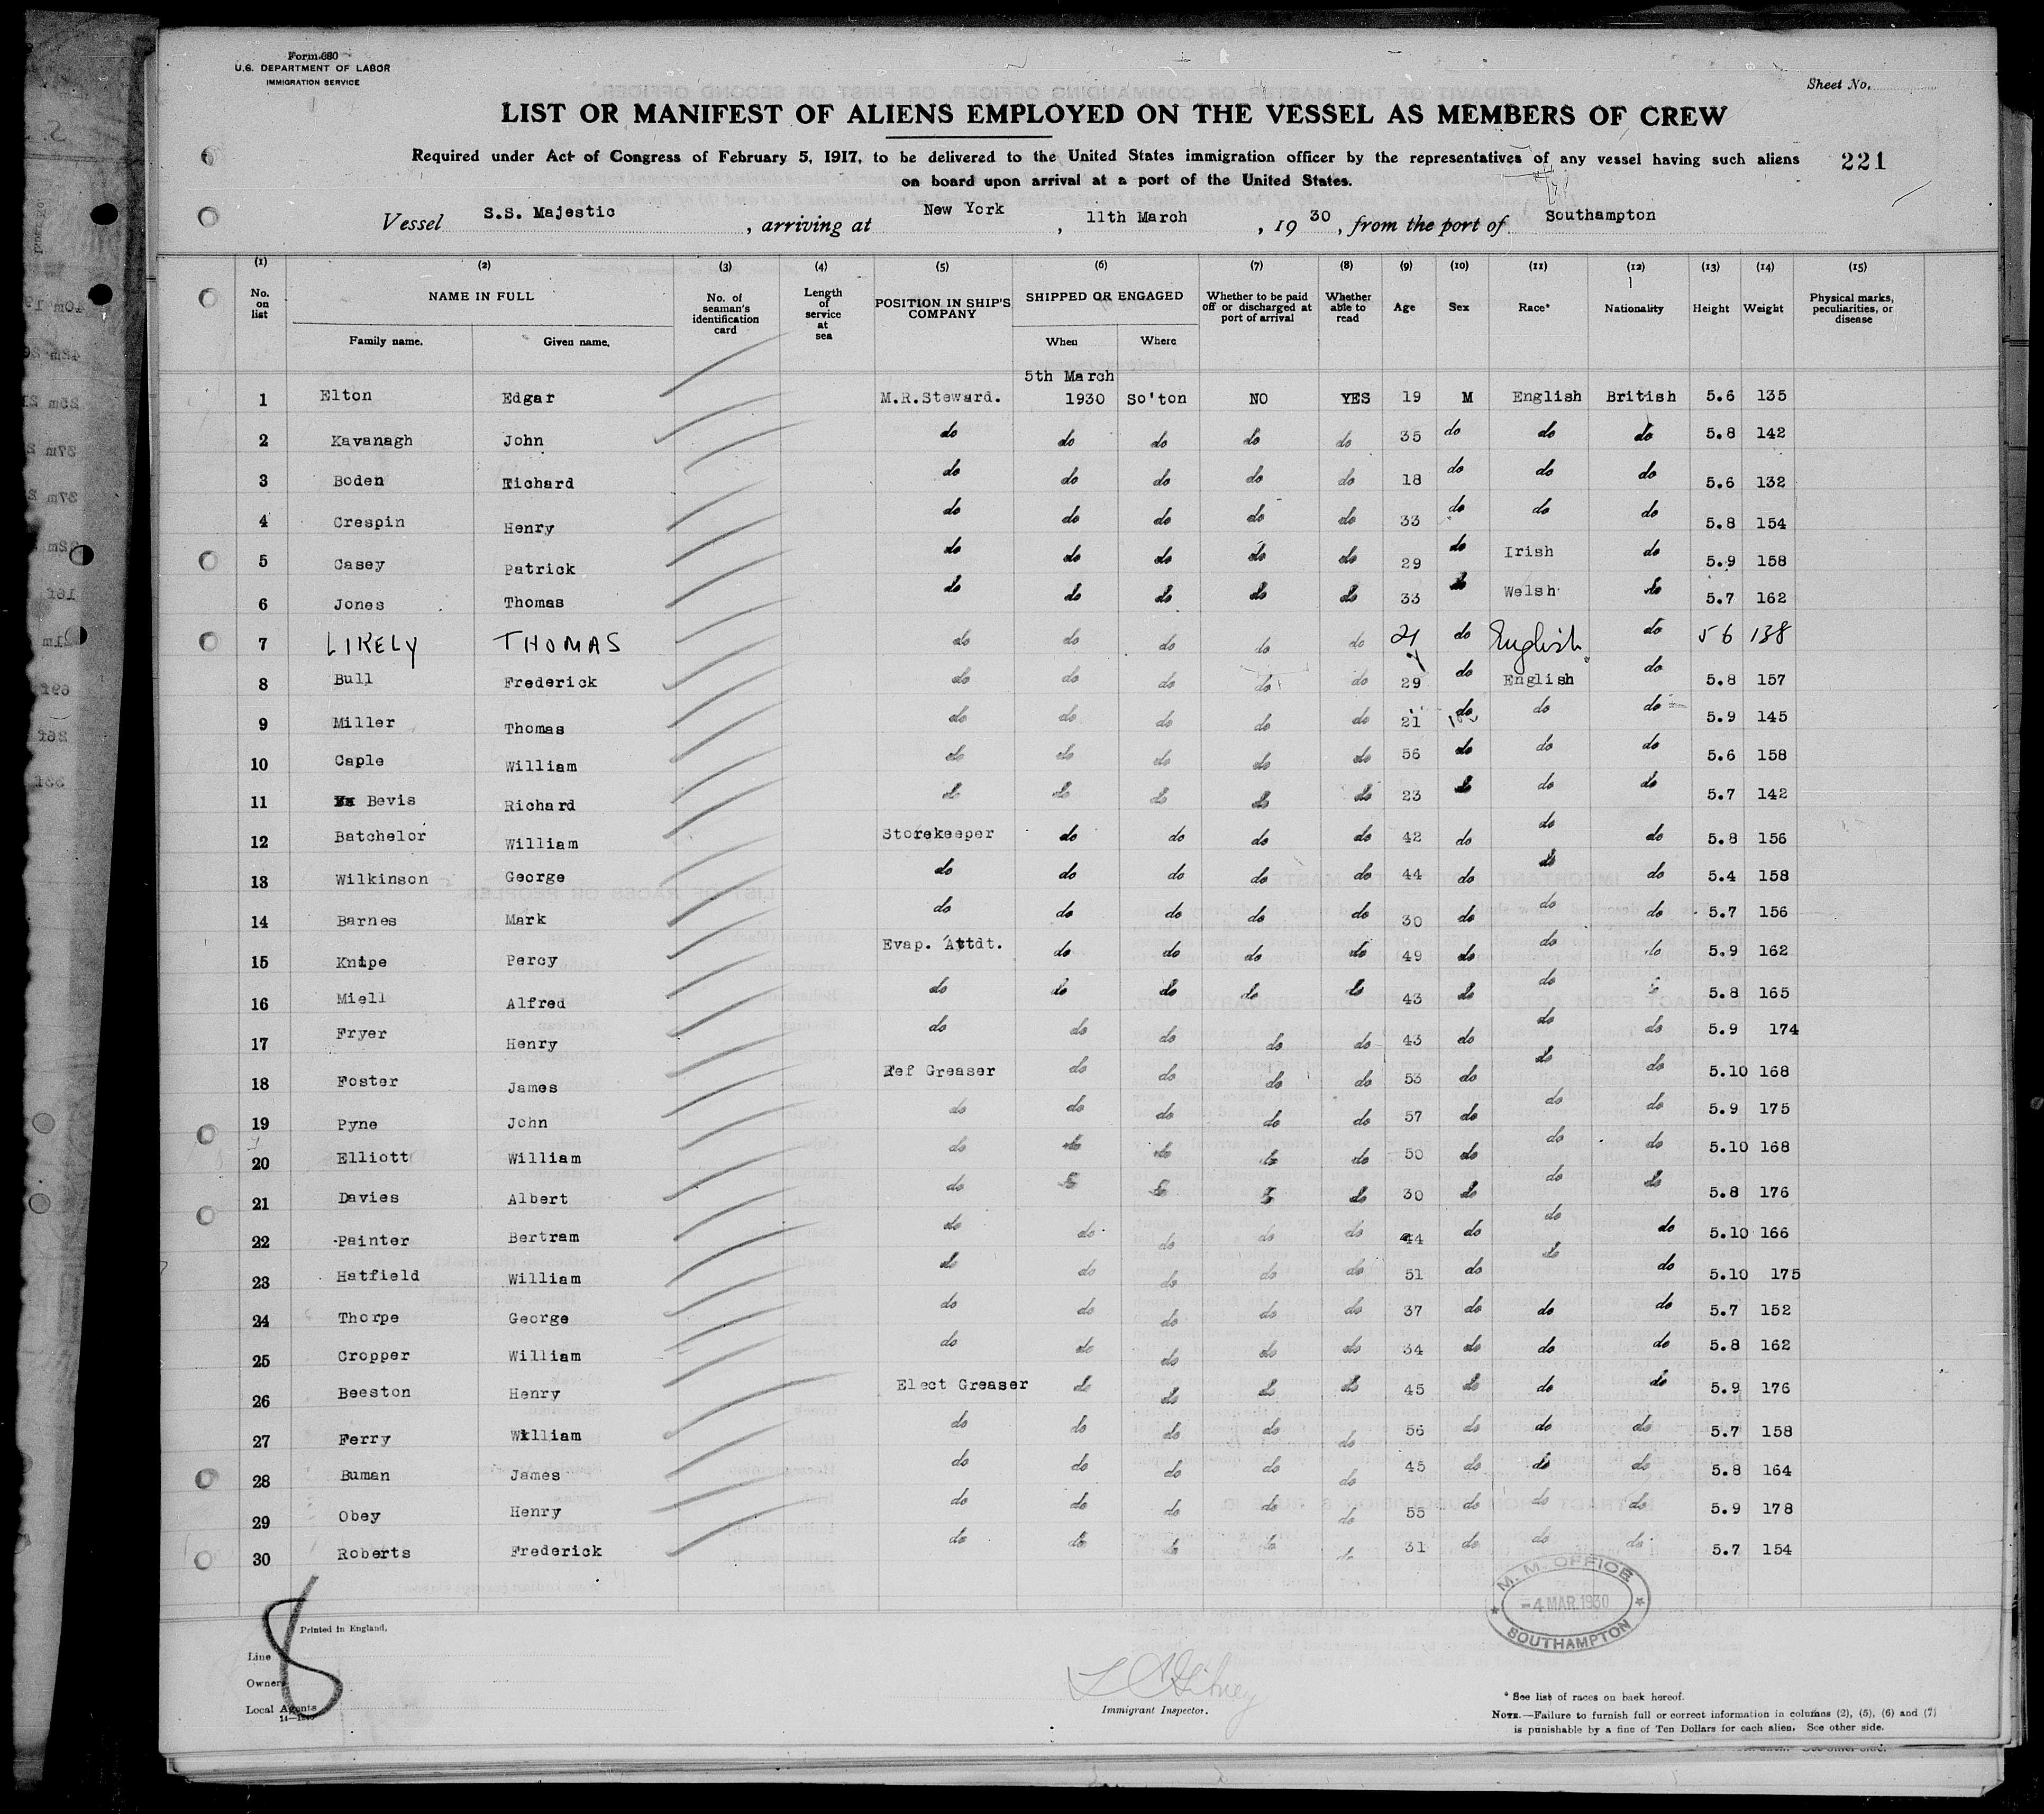 Form 680
U.S. DEPARTMENT OF LABOR
IMMIGRATION SERVICE
Sheet No.
LIST OR MANIFEST OF ALIENS EMPLOYED ON THE VESSEL AS MEMBERS OF CREW
Required under Act of Congress of February 5, 1917, to be delivered to the United States immigration officer by the representatives of any vessel having such aliens
on board upon arrival at a port of the United States.
221
Vessel S.S. Majestic, arriving at New York, 11th March, 1930, from the port of Southampton
(1) (2) (3) (4) (5) (6) (7) (8) (9) (10) (11) (12) (13) (14) (15)
No. on list NAME IN FULL Family name. Given name. No. of seaman's identification card Length of service at sea POSITION IN SHIP'S COMPANY SHIPPED OR ENGAGED When Where Whether to be paid off or discharged at port of arrival Whether able to read Age Sex Race* Nationality Height Weight Physical marks, peculiarities, or disease
1 Elton Edgar M.R.Steward. 5th March 1930 So'ton NO YES 19 M English British 5.6 135
2 Kavanagh John do do do do do 35 do do do 5.8 142
3 Boden Richard do do do do do 18 do do do 5.6 132
4 Crespin Henry do do do do do 33 do do do 5.8 154
5 Casey Patrick do do do do do 29 do Irish do 5.9 158
6 Jones Thomas do do do do do 33 do Welsh do 5.7 162
7 LIKELY THOMAS do do do do do 21 do English do 5 6 138
8 Bull Frederick do do do do do 29 do English do 5.8 157
9 Miller Thomas do do do do do 21 do do do 5.9 145
10 Caple William do do do do do 56 do do do 5.6 158
11 Bevis Richard do do do do do 23 do do do 5.7 142
12 Batchelor William Storekeeper do do do do 42 do do do 5.8 156
13 Wilkinson George do do do do do 44 do do do 5.4 158
14 Barnes Mark do do do do do 30 do do do 5.7 156
15 Knipe Percy Evap. Attdt. do do do do 49 do do do 5.9 162
16 Miell Alfred do do do do do 43 do do do 5.8 165
17 Fryer Henry do do do do do 43 do do do 5.9 174
18 Foster James Ref Greaser do do do do 53 do do do 5.10 168
19 Pyne John do do do do do 57 do do do 5.9 175
20 Elliott William do do do do do 50 do do do 5.10 168
21 Davies Albert do do do do do 30 do do do 5.8 176
22 Painter Bertram do do do do do 44 do do do 5.10 166
23 Hatfield William do do do do do 51 do do do 5.10 175
24 Thorpe George do do do do do 37 do do do 5.7 152
25 Cropper William do do do do do 34 do do do 5.8 162
26 Beeston Henry Elect Greaser do do do do 45 do do do 5.9 176
27 Ferry William do do do do do 56 do do do 5.7 158
28 Buman James do do do do do 45 do do do 5.8 164
29 Obey Henry do do do do do 55 do do do 5.9 178
30 Roberts Frederick do do do do do 31 do do do 5.7 154
M. M. OFFICE
-4 MAR.1930
SOUTHAMPTON
8
Printed in England.
Line
Owners
Local Agents
Immigrant Inspector.
* See list of races on back hereof.
NOTE.—Failure to furnish full or correct information in columns (2), (5), (6) and (7)
is punishable by a fine of Ten Dollars for each alien. See other side.